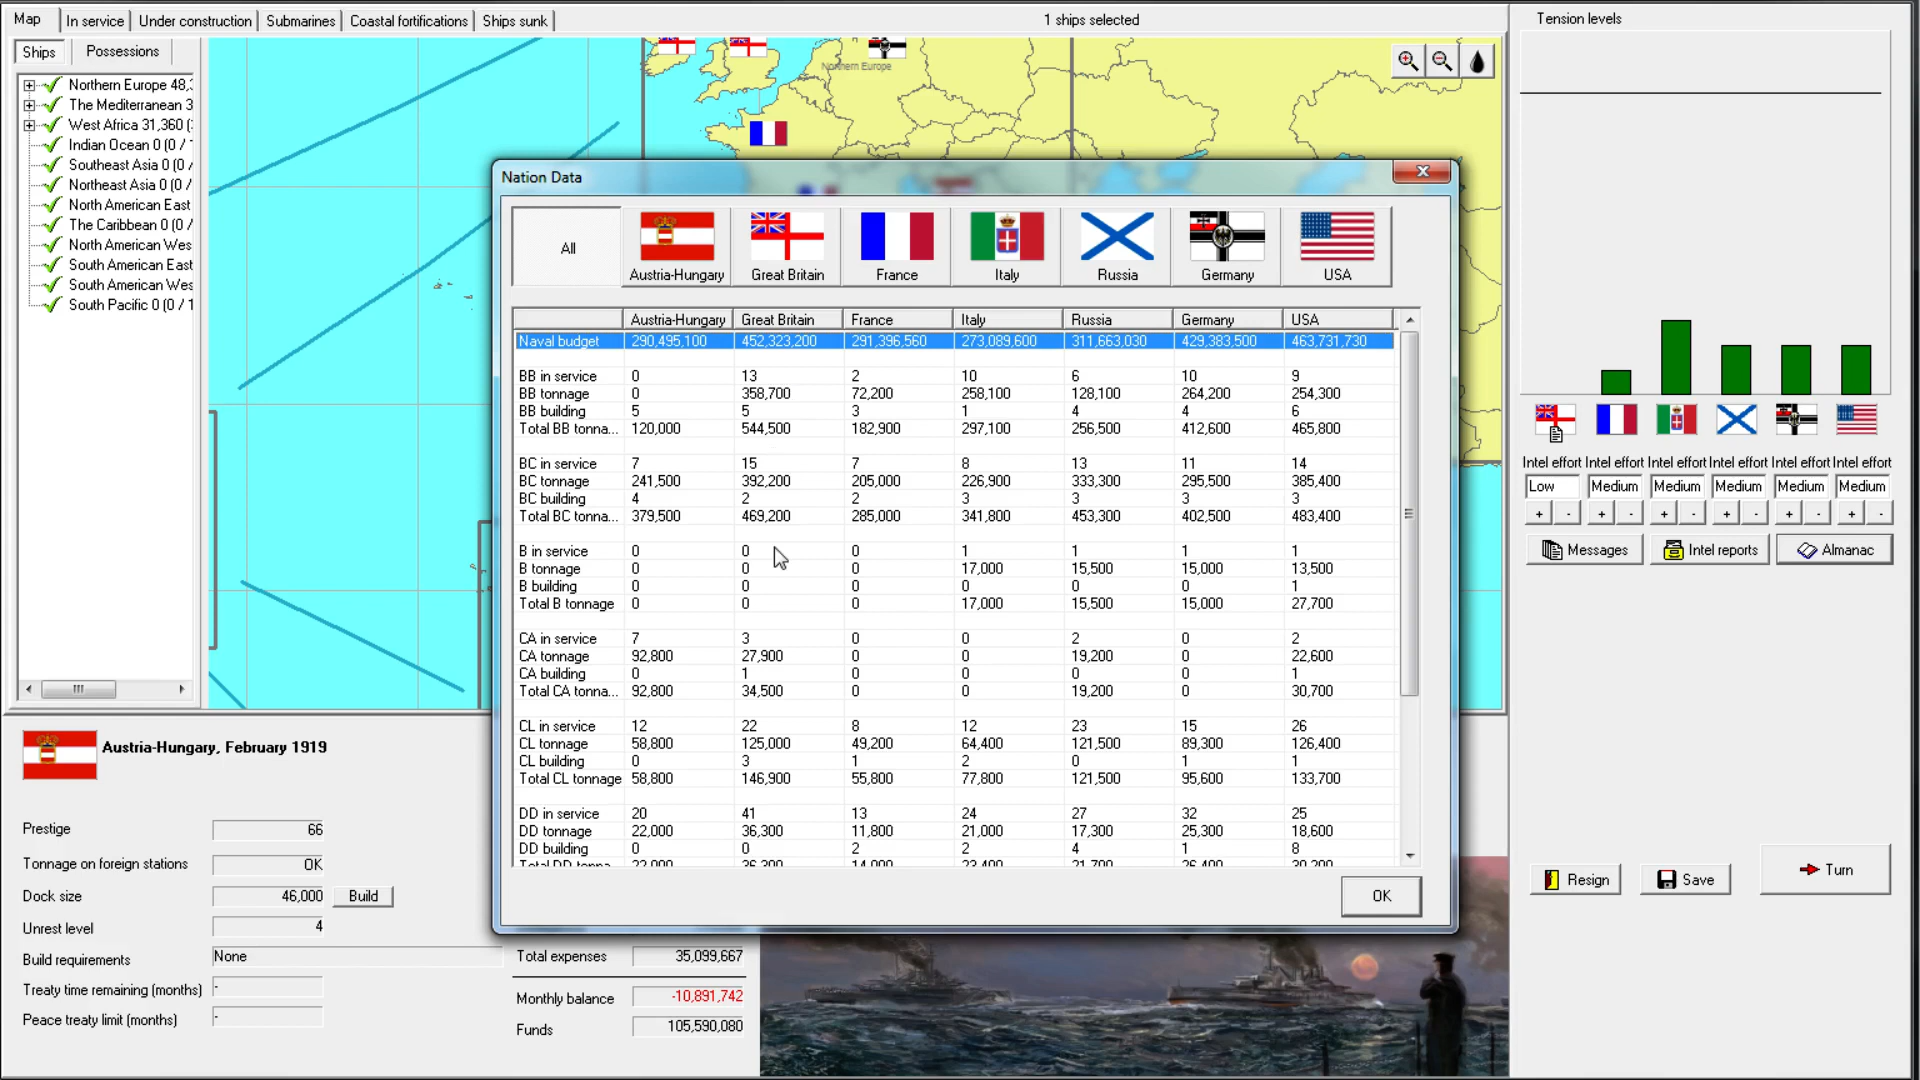 Map In service Under construction Submarines Coastal fortifications Ships sunk 1 ships selected Tension levels
Ships Possessions
Northern Europe 48,3
The Mediterranean 3
West Africa 31,360 (
Indian Ocean 0 (0 / 1
Southeast Asia 0 (0 /
Northeast Asia 0 (0 /
North American East
The Caribbean 0 (0 /
North American Wes
South American East
South American Wes
South Pacific 0 (0 / 1
Northern Europe
Nation Data
All Austria-Hungary Great Britain France Italy Russia Germany USA
Austria-Hungary Great Britain France Italy Russia Germany USA
Naval budget 290,495,100 452,323,200 291,396,560 273,089,600 311,663,030 429,383,500 463,731,730
BB in service 0 13 2 10 6 10 9
BB tonnage 0 358,700 72,200 258,100 128,100 264,200 254,300
BB building 5 5 3 1 4 4 6
Total BB tonna... 120,000 544,500 182,900 297,100 256,500 412,600 465,800
BC in service 7 15 7 8 13 11 14
BC tonnage 241,500 392,200 205,000 226,900 333,300 295,500 385,400
BC building 4 2 2 3 3 3 3
Total BC tonna... 379,500 469,200 285,000 341,800 453,300 402,500 483,400
B in service 0 0 0 1 1 1 1
B tonnage 0 0 0 17,000 15,500 15,000 13,500
B building 0 0 0 0 0 0 1
Total B tonnage 0 0 0 17,000 15,500 15,000 27,700
CA in service 7 3 0 0 2 0 2
CA tonnage 92,800 27,900 0 0 19,200 0 22,600
CA building 0 1 0 0 0 0 1
Total CA tonna... 92,800 34,500 0 0 19,200 0 30,700
CL in service 12 22 8 12 23 15 26
CL tonnage 58,800 125,000 49,200 64,400 121,500 89,300 126,400
CL building 0 3 1 2 0 1 1
Total CL tonnage 58,800 146,900 55,800 77,800 121,500 95,600 133,700
DD in service 20 41 13 24 27 32 25
DD tonnage 22,000 36,300 11,800 21,000 17,300 25,300 18,600
DD building 0 0 2 2 4 1 8
Total DD tonna... 22,000 36,300 14,000 23,400 21,700 26,400 30,200
OK
Intel effort Intel effort Intel effort Intel effort Intel effort Intel effort
Low Medium Medium Medium Medium Medium
+ - + - + - + - + - + -
Messages Intel reports Almanac
Austria-Hungary, February 1919
Prestige 66
Tonnage on foreign stations OK
Dock size 46,000 Build
Unrest level 4
Build requirements None
Treaty time remaining (months) -
Peace treaty limit (months) -
Total expenses 35,099,667
Monthly balance -10,891,742
Funds 105,590,080
Resign Save Turn